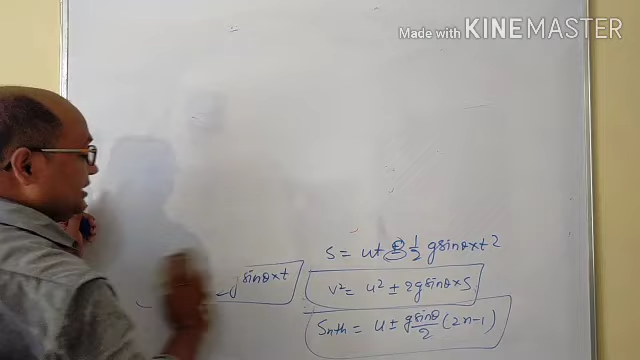 Made with KINEMASTER
S = ut ± 1/2 gsinθ×t2
gsinθ×t
v² = u² ± 2gsinθ×S
Snth = u ± gsinθ/2 (2n-1)